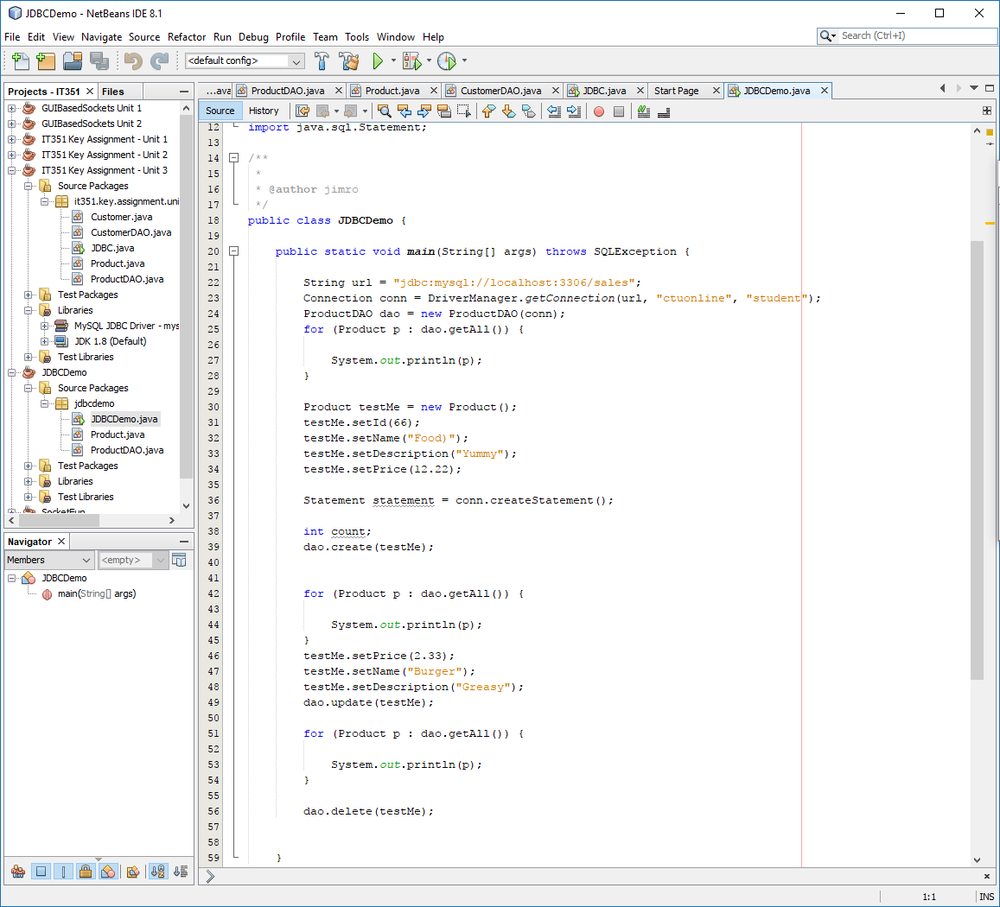 JDBCDemo - NetBeans IDE 8.1
File Edit View Navigate Source Refactor Run Debug Profile Team Tools Window Help
Search (Ctrl+I)
<default config>
Projects - IT351 Files
GUIBasedSockets Unit 1
GUIBasedSockets Unit 2
IT351 Key Assignment - Unit 1
IT351 Key Assignment - Unit 2
IT351 Key Assignment - Unit 3
Source Packages
it351.key.assignment.uni
Customer.java
CustomerDAO.java
JDBC.java
Product.java
ProductDAO.java
Test Packages
Libraries
MySQL JDBC Driver - mys
JDK 1.8 (Default)
Test Libraries
JDBCDemo
Source Packages
jdbcdemo
JDBCDemo.java
Product.java
ProductDAO.java
Test Packages
Libraries
Test Libraries
SocketFun
Navigator
Members <empty>
JDBCDemo
main(String[] args)
...ava ProductDAO.java Product.java CustomerDAO.java JDBC.java Start Page JDBCDemo.java
Source History
12 import java.sql.Statement;
13
14 /**
15 *
16 * @author jimro
17 */
18 public class JDBCDemo {
19
20 public static void main(String[] args) throws SQLException {
21
22 String url = "jdbc:mysql://localhost:3306/sales";
23 Connection conn = DriverManager.getConnection(url, "ctuonline", "student");
24 ProductDAO dao = new ProductDAO(conn);
25 for (Product p : dao.getAll()) {
26
27 System.out.println(p);
28 }
29
30 Product testMe = new Product();
31 testMe.setId(66);
32 testMe.setName("Food)");
33 testMe.setDescription("Yummy");
34 testMe.setPrice(12.22);
35
36 Statement statement = conn.createStatement();
37
38 int count;
39 dao.create(testMe);
40
41
42 for (Product p : dao.getAll()) {
43
44 System.out.println(p);
45 }
46 testMe.setPrice(2.33);
47 testMe.setName("Burger");
48 testMe.setDescription("Greasy");
49 dao.update(testMe);
50
51 for (Product p : dao.getAll()) {
52
53 System.out.println(p);
54 }
55
56 dao.delete(testMe);
57
58
59 }
1:1 INS